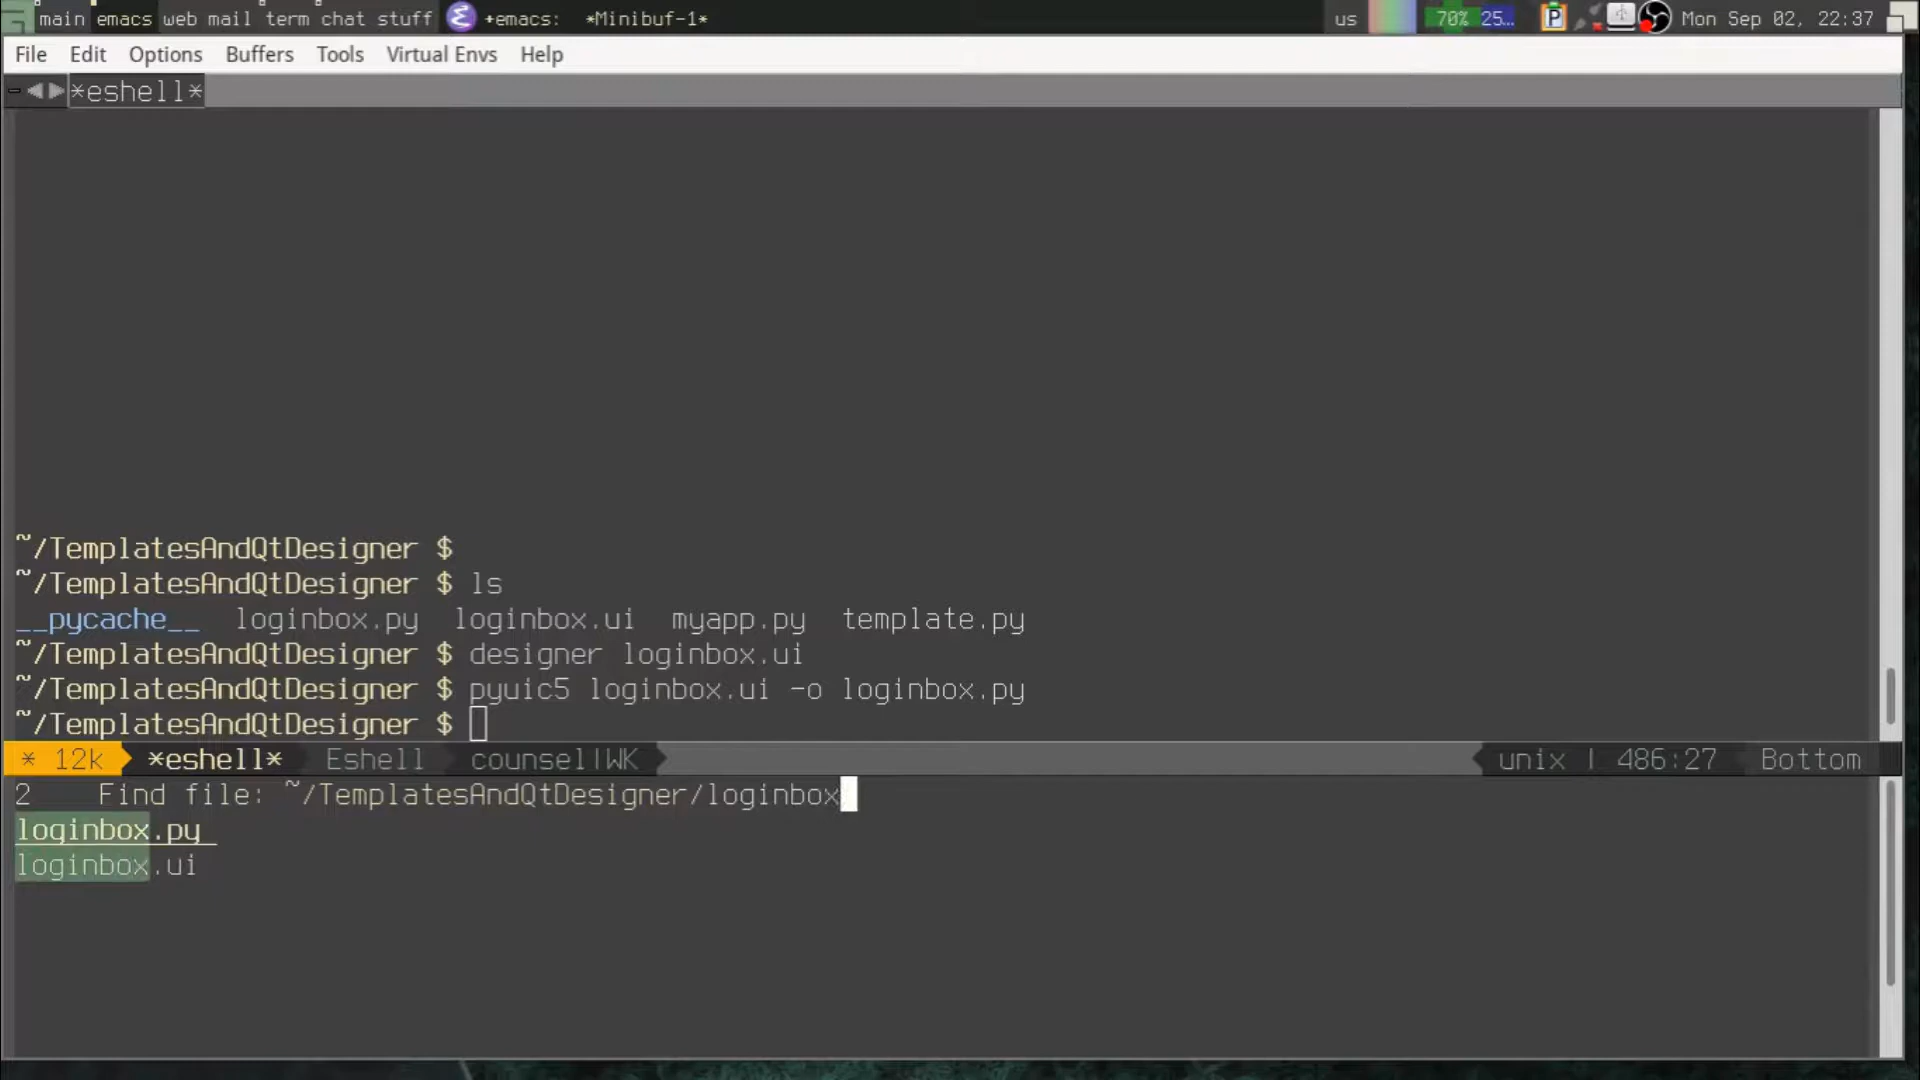 main emacs web mail term chat stuff +emacs: *Minibuf-1* us 70% 25... P Mon Sep 02, 22:37
File Edit Options Buffers Tools Virtual Envs Help
*eshell*
~/TemplatesAndQtDesigner $
~/TemplatesAndQtDesigner $ ls
__pycache__ loginbox.py loginbox.ui myapp.py template.py
~/TemplatesAndQtDesigner $ designer loginbox.ui
~/TemplatesAndQtDesigner $ pyuic5 loginbox.ui -o loginbox.py
~/TemplatesAndQtDesigner $
* 12k *eshell* Eshell counsel|WK unix | 486:27 Bottom
2 Find file: ~/TemplatesAndQtDesigner/loginbox
loginbox.py
loginbox.ui